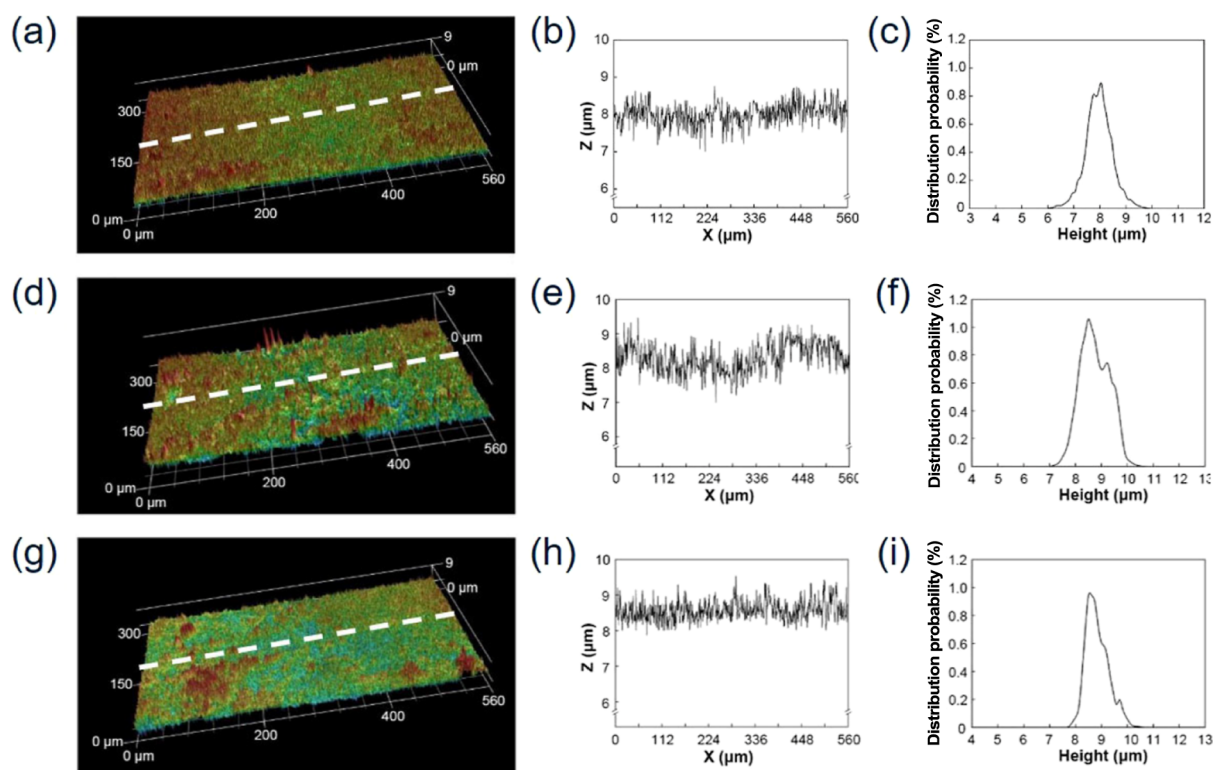 (a)
9
0 µm
300
150
0 µm
0 µm
200
400
560
(b)
10
9
8
7
6
Z (µm)
0 112 224 336 448 560
X (µm)
(c)
Distribution probability (%)
1.2
1.0
0.8
0.6
0.4
0.2
0
3 4 5 6 7 8 9 10 11 12
Height (µm)
(d)
9
0 µm
300
150
0 µm
0 µm
200
400
560
(e)
10
9
8
7
6
Z (µm)
0 112 224 336 448 560
X (µm)
(f)
Distribution probability (%)
1.2
1.0
0.8
0.6
0.4
0.2
0
4 5 6 7 8 9 10 11 12 13
Height (µm)
(g)
9
0 µm
300
150
0 µm
0 µm
200
400
560
(h)
10
9
8
7
6
Z (µm)
0 112 224 336 448 560
X (µm)
(i)
Distribution probability (%)
1.2
1.0
0.8
0.6
0.4
0.2
0
4 5 6 7 8 9 10 11 12 13
Height (µm)